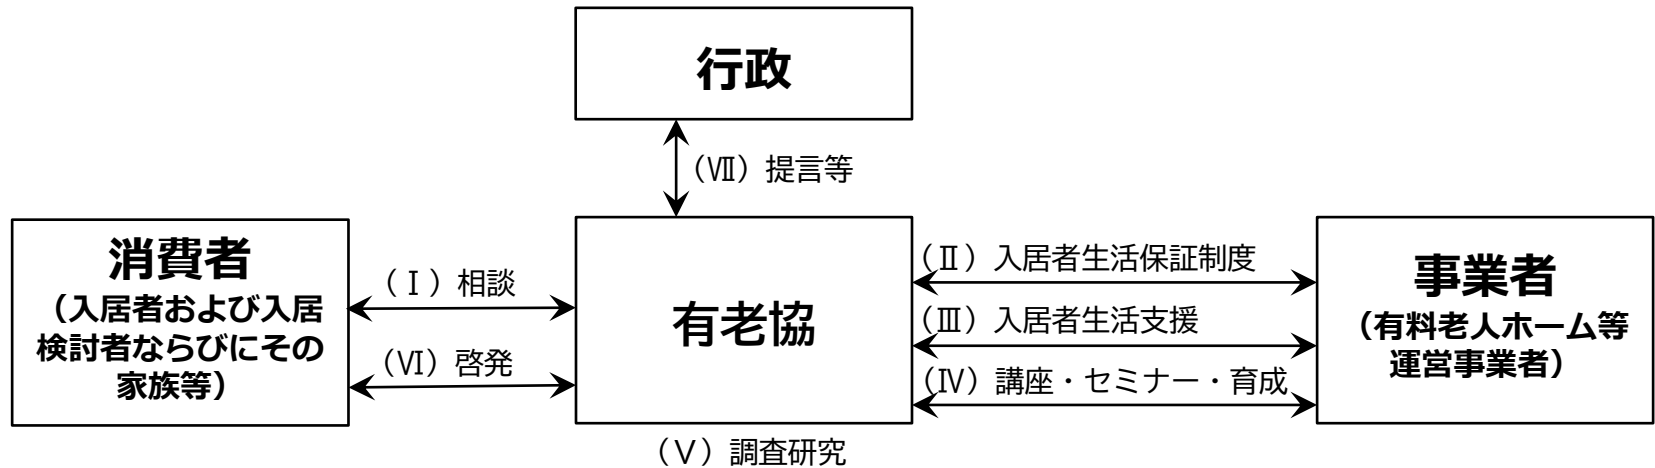 行政
（Ⅶ）提言等
消費者
（入居者および入居
検討者ならびにその
家族等）
（Ⅰ）相談
（Ⅵ）啓発
有老協
（Ⅱ）入居者生活保証制度
（Ⅲ）入居者生活支援
（Ⅳ）講座・セミナー・育成
事業者
（有料老人ホーム等
運営事業者）
（Ⅴ）調査研究